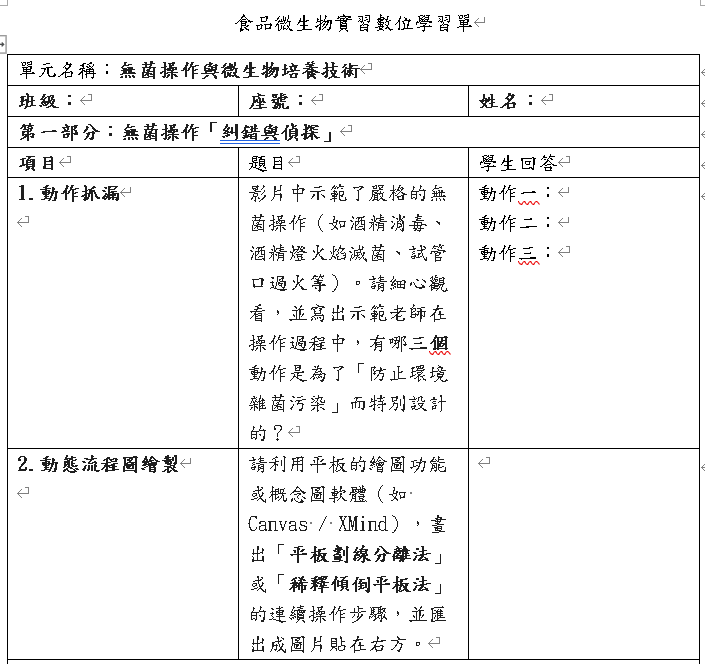 食品微生物實習數位學習單
單元名稱：無菌操作與微生物培養技術
班級： 座號： 姓名：
第一部分：無菌操作「糾錯與偵探」
項目 題目 學生回答
1.動作抓漏
影片中示範了嚴格的無
菌操作（如酒精消毒、
酒精燈火焰滅菌、試管
口過火等）。請細心觀
看，並寫出示範老師在
操作過程中，有哪三個
動作是為了「防止環境
雜菌污染」而特別設計
的？
動作一：
動作二：
動作三：
2.動態流程圖繪製
請利用平板的繪圖功能
或概念圖軟體（如
Canvas / XMind），畫
出「平板劃線分離法」
或「稀釋傾倒平板法」
的連續操作步驟，並匯
出成圖片貼在右方。